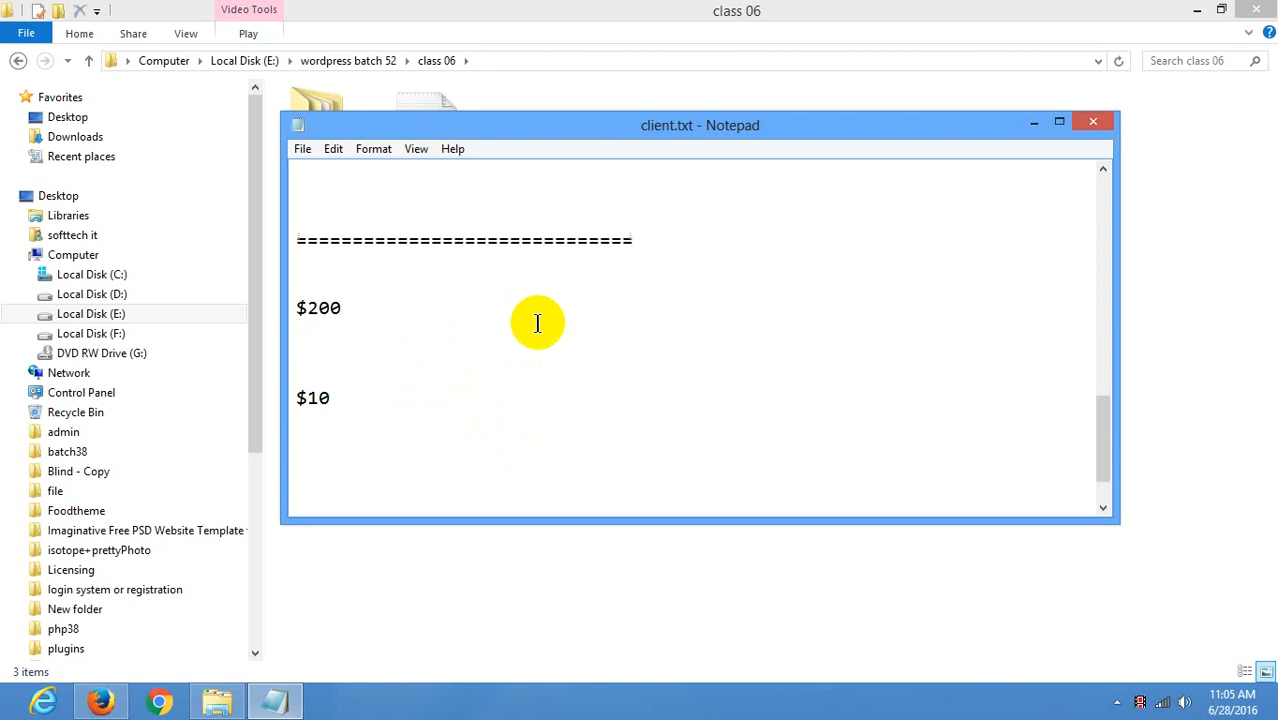 Video Tools
class 06
File
Home
Share
View
Play
Computer
Local Disk (E:)
wordpress batch 52
class 06
Search class 06
Favorites
Desktop
Downloads
Recent places
Desktop
Libraries
softtech it
Computer
Local Disk (C:)
Local Disk (D:)
Local Disk (E:)
Local Disk (F:)
DVD RW Drive (G:)
Network
Control Panel
Recycle Bin
admin
batch38
Blind - Copy
file
Foodtheme
Imaginative Free PSD Website Template
isotope+prettyPhoto
Licensing
login system or registration
New folder
php38
plugins
3 items
client.txt - Notepad
File Edit Format View Help
==============================
$200
$10
11:05 AM
6/28/2016